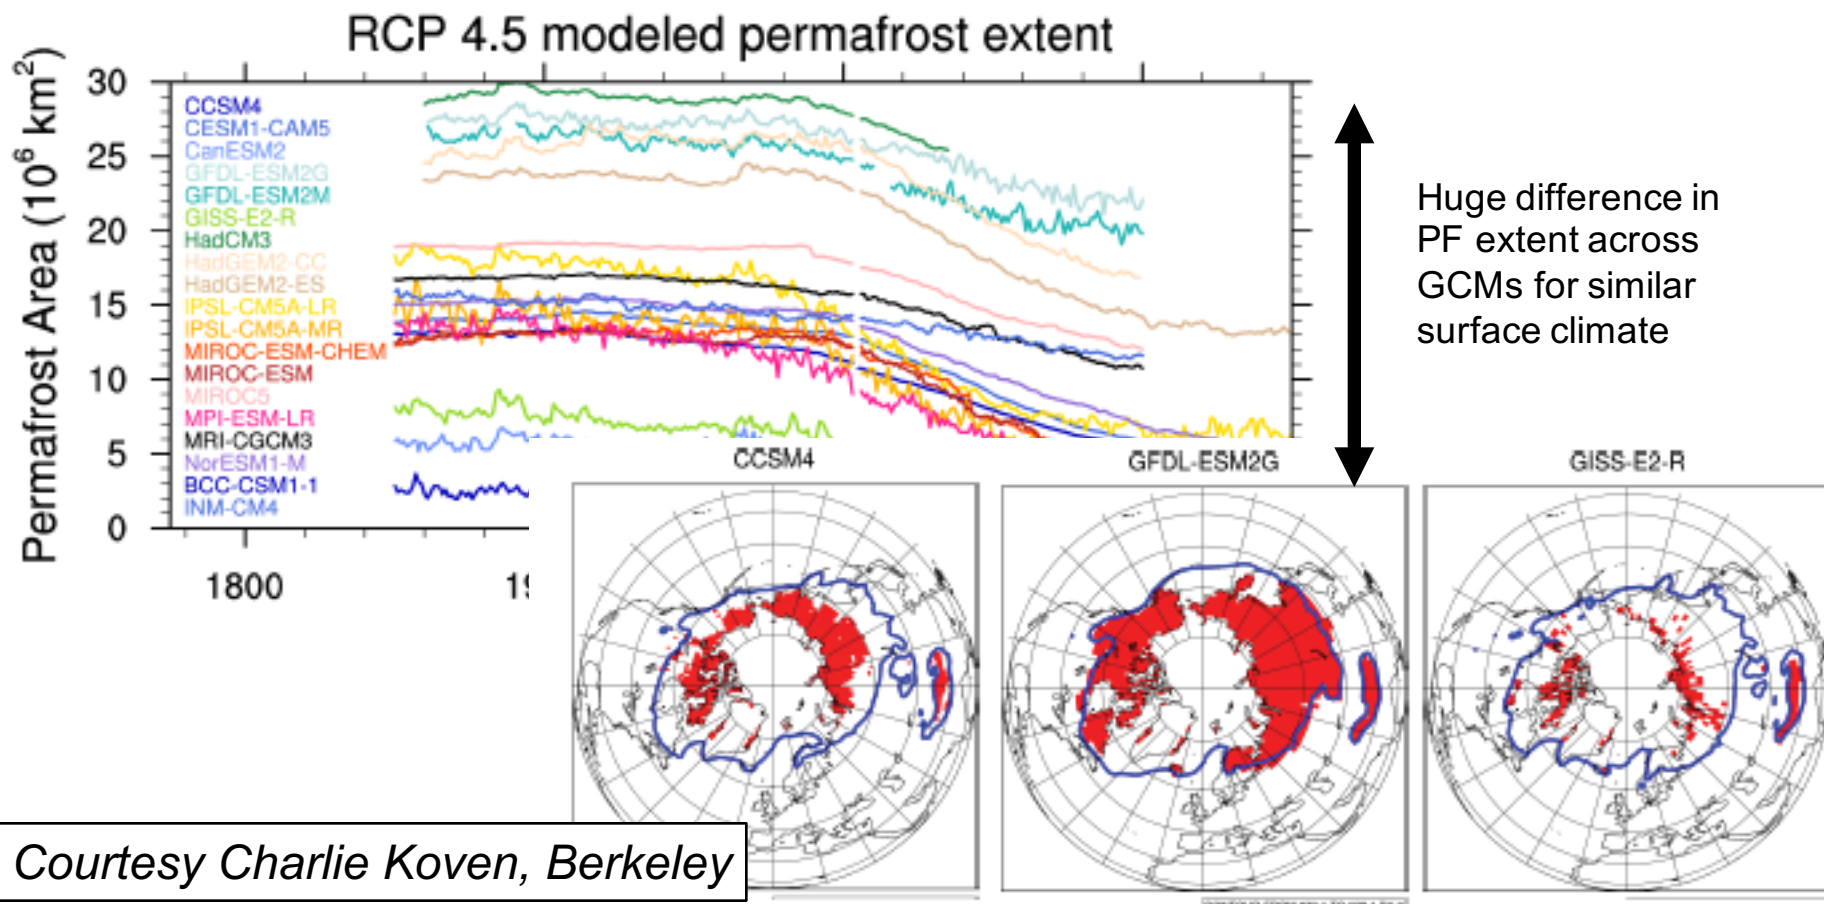 RCP 4.5 modeled permafrost extent
Permafrost Area (10⁶ km²)
30
25
20
15
10
5
0
CCSM4
CESM1-CAM5
CanESM2
GFDL-ESM2G
GFDL-ESM2M
GISS-E2-R
HadCM3
HadGEM2-CC
HadGEM2-ES
IPSL-CM5A-LR
IPSL-CM5A-MR
MIROC-ESM-CHEM
MIROC-ESM
MIROC5
MPI-ESM-LR
MRI-CGCM3
NorESM1-M
BCC-CSM1-1
INM-CM4
1800
Huge difference in
PF extent across
GCMs for similar
surface climate
CCSM4
GFDL-ESM2G
GISS-E2-R
Courtesy Charlie Koven, Berkeley